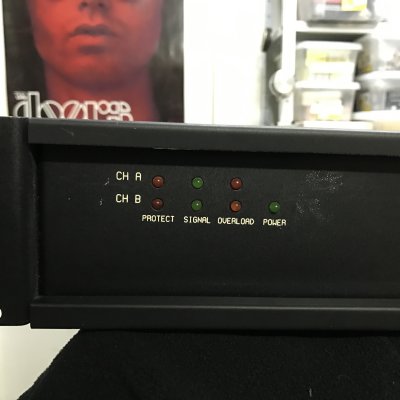 the
doors
CH A
CH B
PROTECT SIGNAL OVERLOAD POWER